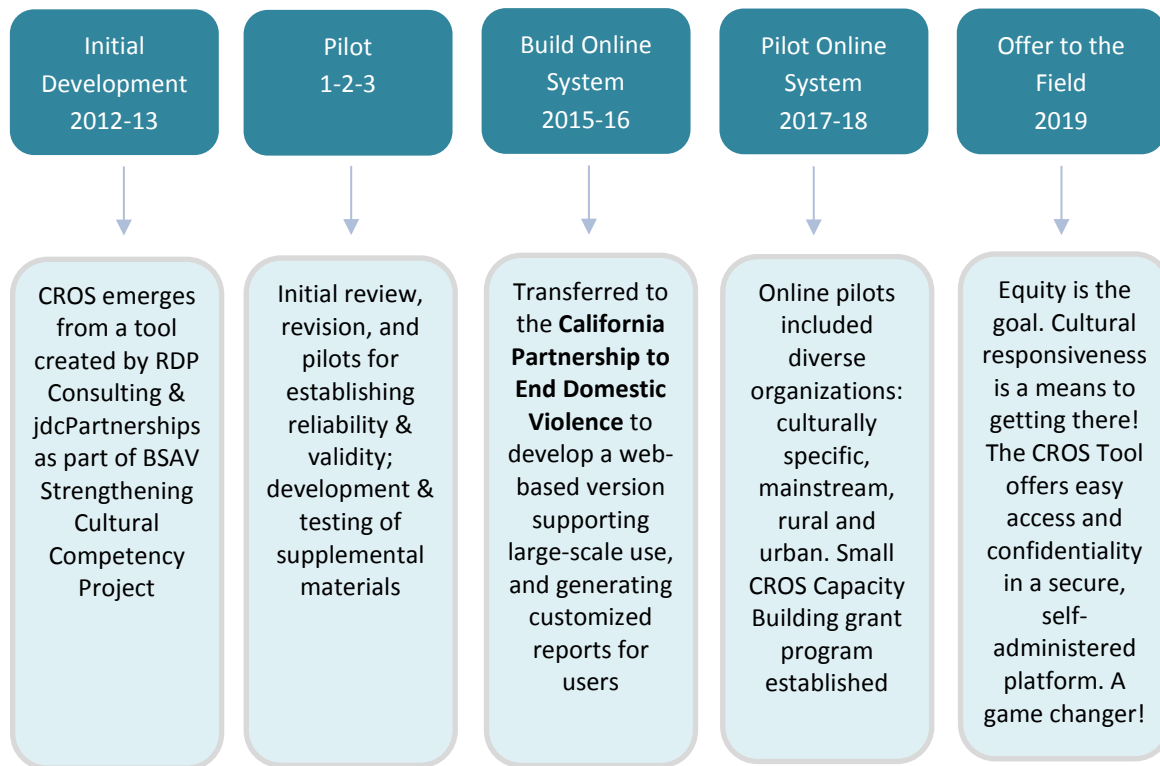 Initial
Development
2012-13
Pilot
1-2-3
Build Online
System
2015-16
Pilot Online
System
2017-18
Offer to the
Field
2019
CROS emerges
from a tool
created by RDP
Consulting &
jdcPartnerships
as part of BSAV
Strengthening
Cultural
Competency
Project
Initial review,
revision, and
pilots for
establishing
reliability &
validity;
development &
testing of
supplemental
materials
Transferred to
the California
Partnership to
End Domestic
Violence to
develop a web-
based version
supporting
large-scale use,
and generating
customized
reports for
users
Online pilots
included
diverse
organizations:
culturally
specific,
mainstream,
rural and
urban. Small
CROS Capacity
Building grant
program
established
Equity is the
goal. Cultural
responsiveness
is a means to
getting there!
The CROS Tool
offers easy
access and
confidentiality
in a secure,
self-
administered
platform. A
game changer!